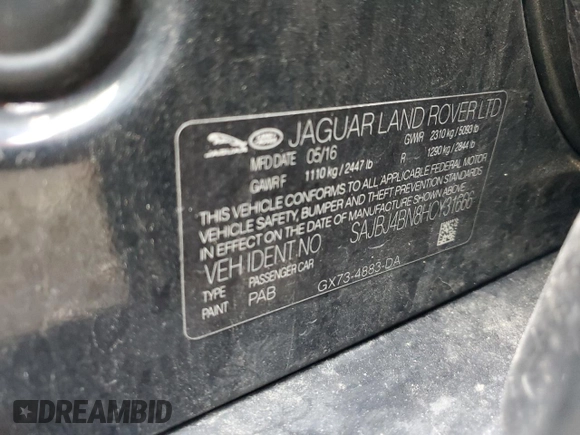 JAGUAR LAND ROVER LTD
MFD DATE 05/16 GVWR 2310 kg / 5093 lb
GAWR F 1110 kg / 2447 lb R 1290 kg / 2844 lb
THIS VEHICLE CONFORMS TO ALL APPLICABLE FEDERAL MOTOR
VEHICLE SAFETY, BUMPER AND THEFT PREVENTION STANDARDS
IN EFFECT ON THE DATE OF MANUFACTURE SHOWN ABOVE
VEH IDENT. NO SAJBJ4BN8HCY31666
TYPE PASSENGER CAR
PAINT PAB GX73-4883-DA
DREAMBID